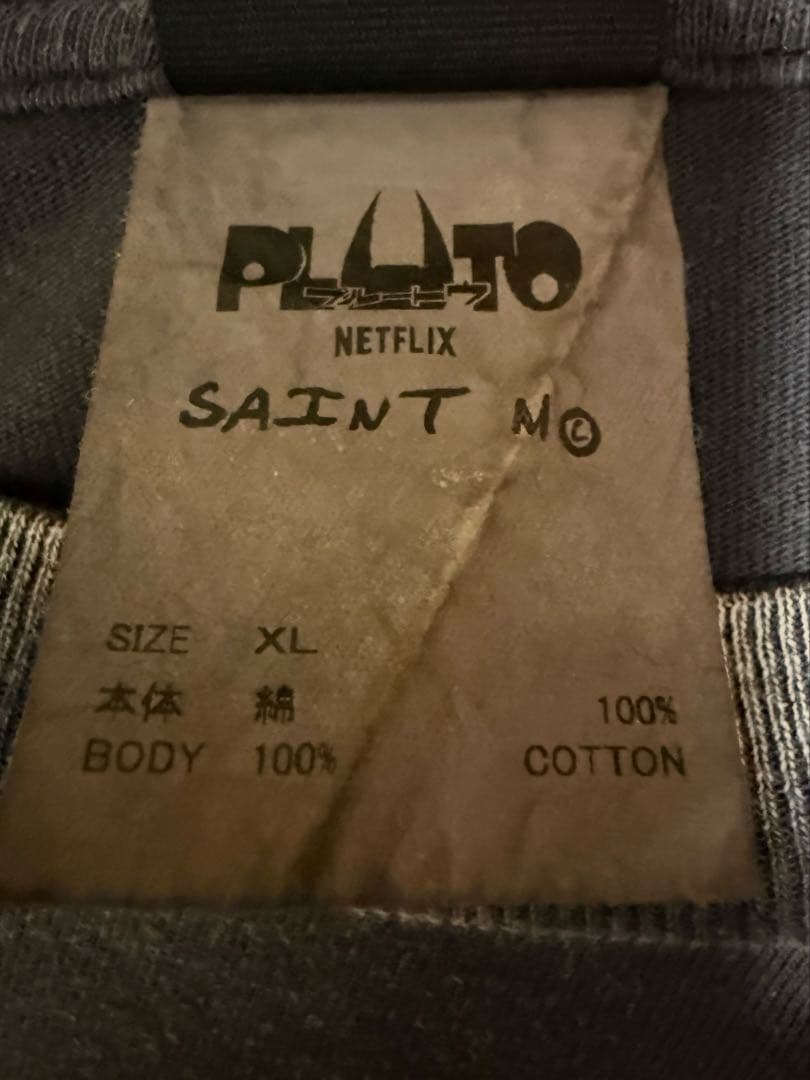 PLUTO
プルートウ
NETFLIX
SAINT M©
SIZE XL
本体 綿 100%
BODY 100% COTTON